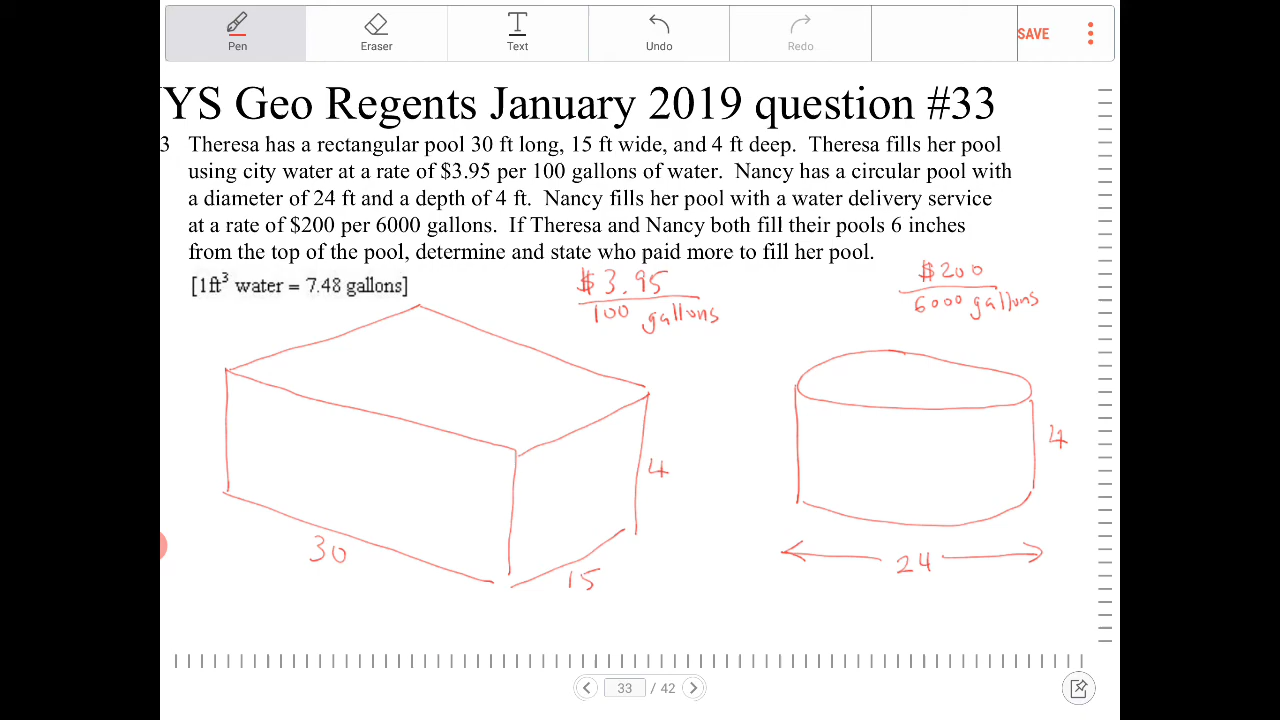 Pen Eraser Text Undo Redo SAVE
YS Geo Regents January 2019 question #33
3 Theresa has a rectangular pool 30 ft long, 15 ft wide, and 4 ft deep. Theresa fills her pool
using city water at a rate of $3.95 per 100 gallons of water. Nancy has a circular pool with
a diameter of 24 ft and a depth of 4 ft. Nancy fills her pool with a water delivery service
at a rate of $200 per 6000 gallons. If Theresa and Nancy both fill their pools 6 inches
from the top of the pool, determine and state who paid more to fill her pool.
[1ft³ water = 7.48 gallons]
$3.95
100 gallons
$200
6000 gallons
4
30
15
4
24
33 / 42